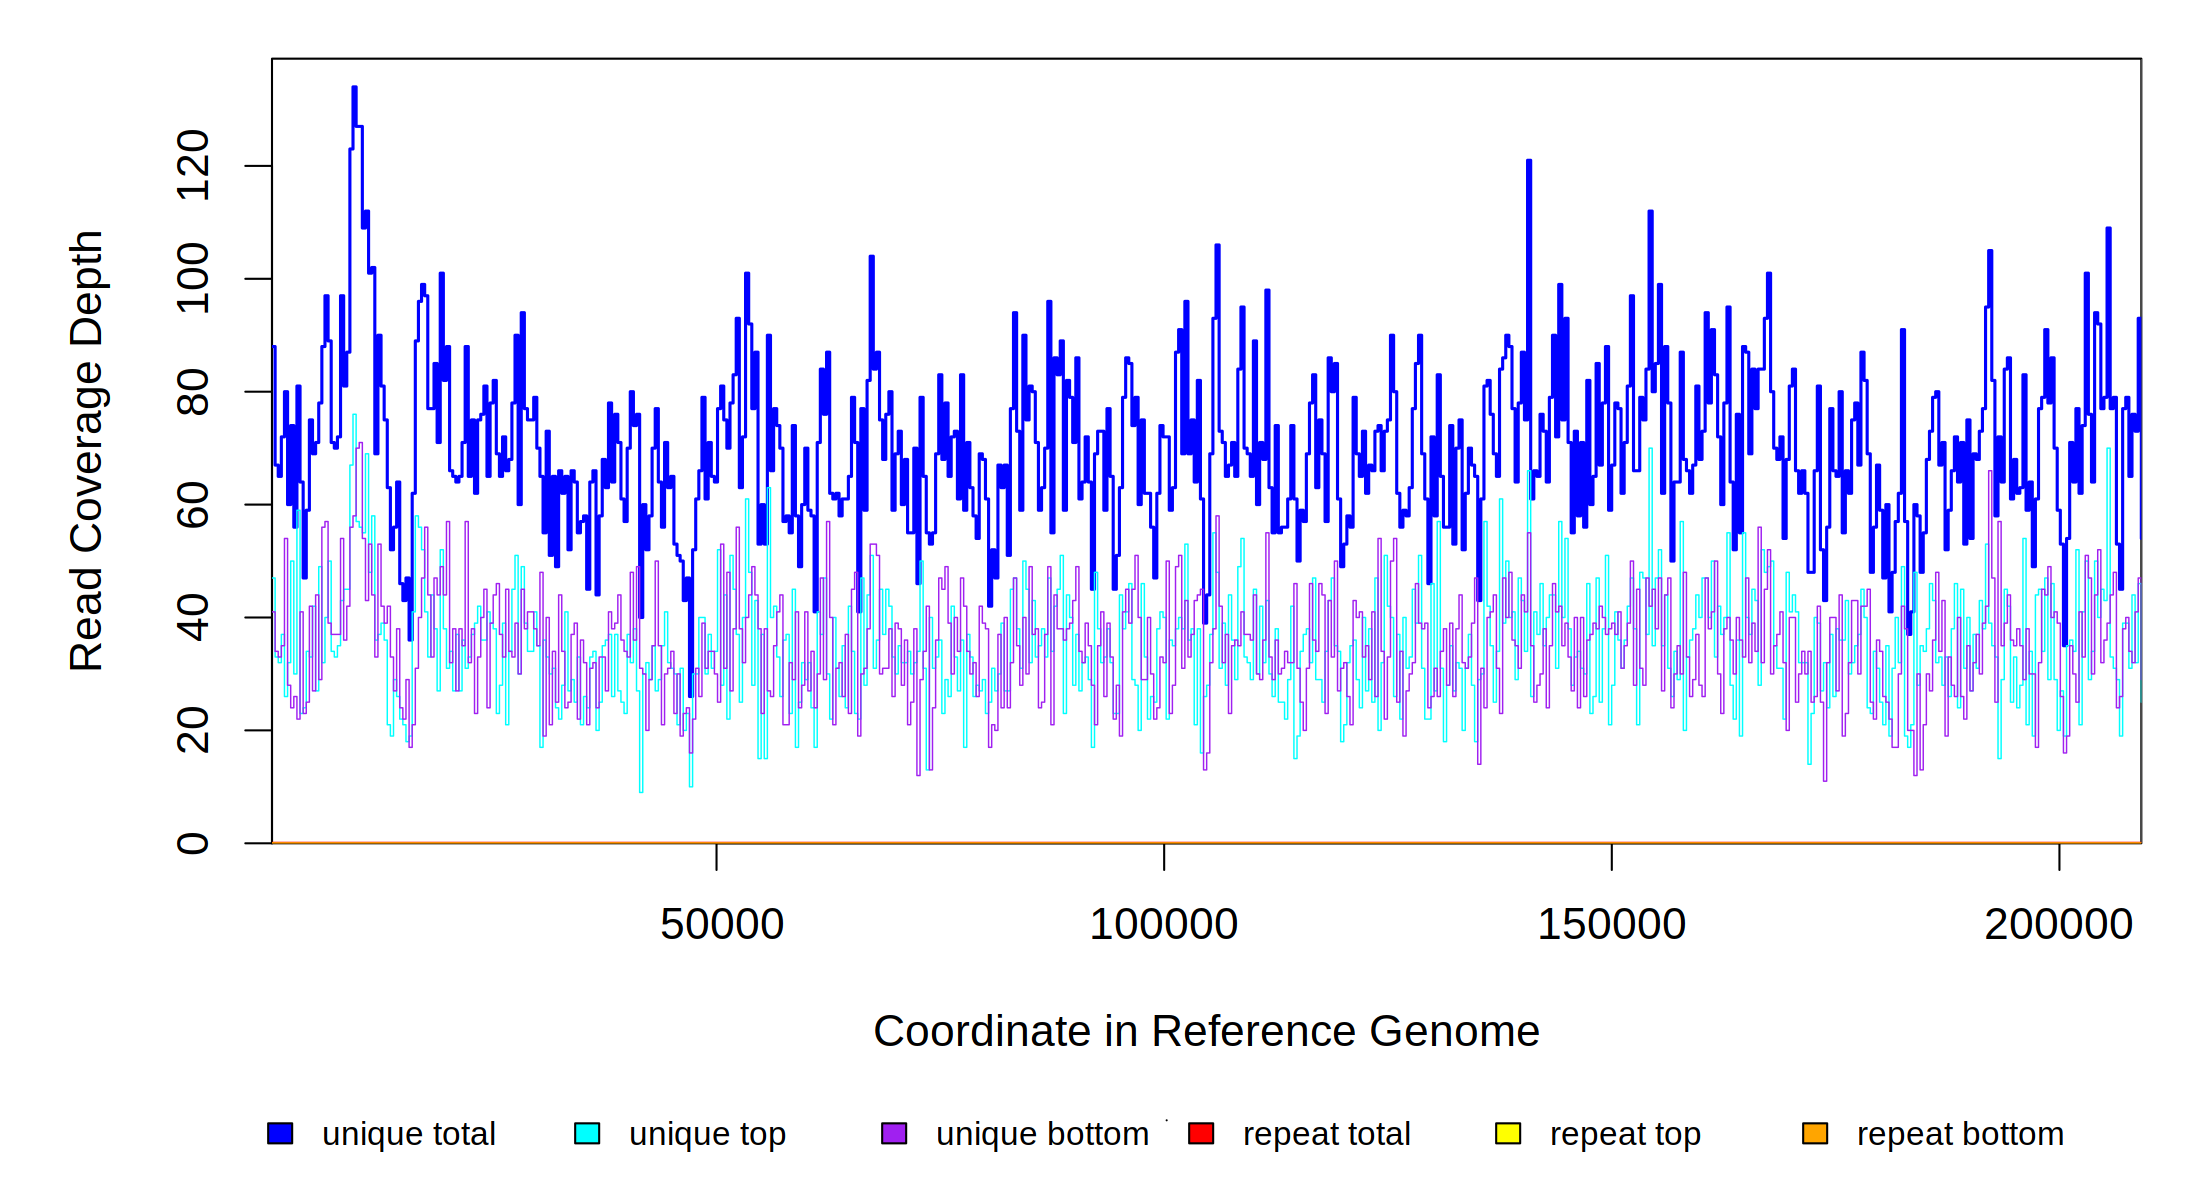 Read Coverage Depth
120
100
80
60
40
20
0
50000 100000 150000 200000
Coordinate in Reference Genome
unique total unique top unique bottom repeat total repeat top repeat bottom